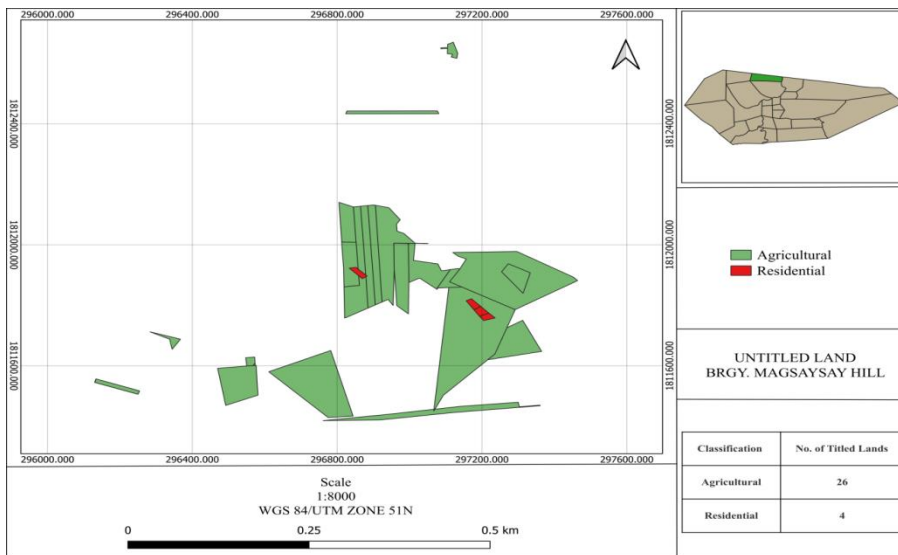 296000.000 296400.000 296800.000 297200.000 297600.000
1812400.000 1812400.000
1812000.000 1812000.000
1811600.000 1811600.000
296000.000 296400.000 296800.000 297200.000 297600.000
Scale
1:8000
WGS 84/UTM ZONE 51N
0 0.25 0.5 km
Agricultural
Residential
UNTITLED LAND
BRGY. MAGSAYSAY HILL
Classification No. of Titled Lands
Agricultural 26
Residential 4